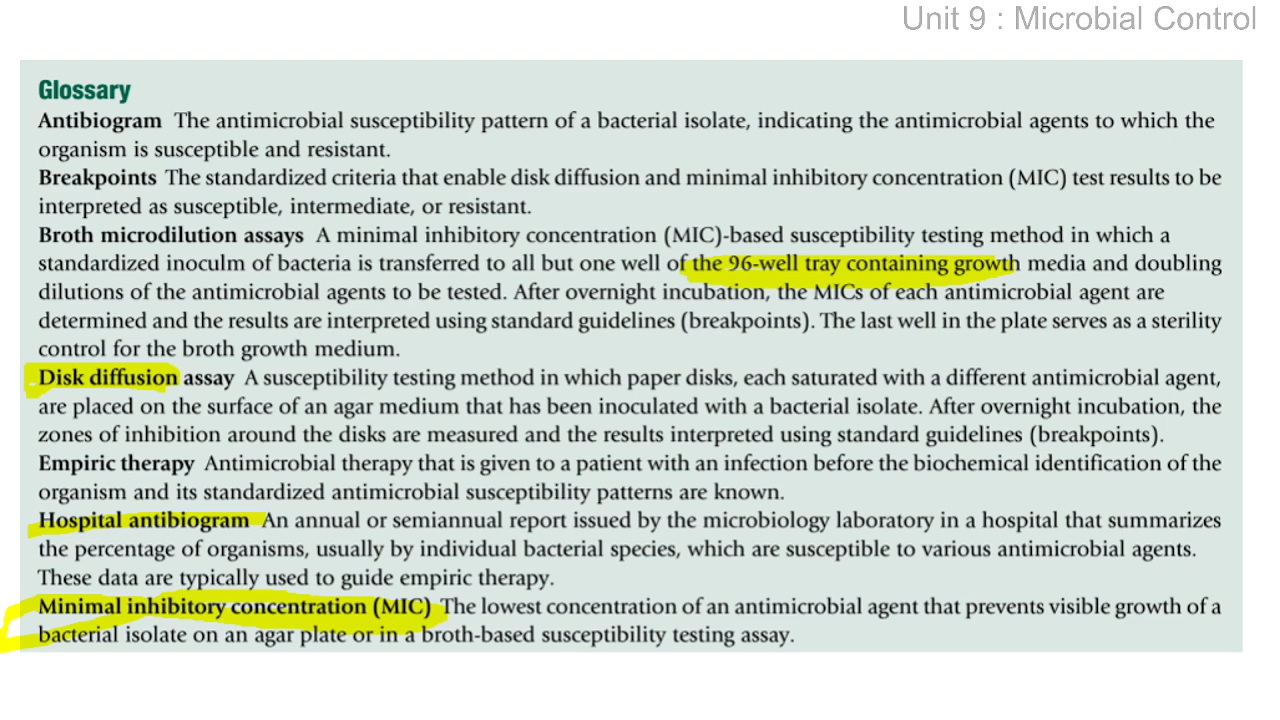 Unit 9 : Microbial Control
Glossary
Antibiogram The antimicrobial susceptibility pattern of a bacterial isolate, indicating the antimicrobial agents to which the
organism is susceptible and resistant.
Breakpoints The standardized criteria that enable disk diffusion and minimal inhibitory concentration (MIC) test results to be
interpreted as susceptible, intermediate, or resistant.
Broth microdilution assays A minimal inhibitory concentration (MIC)-based susceptibility testing method in which a
standardized inoculm of bacteria is transferred to all but one well of the 96-well tray containing growth media and doubling
dilutions of the antimicrobial agents to be tested. After overnight incubation, the MICs of each antimicrobial agent are
determined and the results are interpreted using standard guidelines (breakpoints). The last well in the plate serves as a sterility
control for the broth growth medium.
Disk diffusion assay A susceptibility testing method in which paper disks, each saturated with a different antimicrobial agent,
are placed on the surface of an agar medium that has been inoculated with a bacterial isolate. After overnight incubation, the
zones of inhibition around the disks are measured and the results interpreted using standard guidelines (breakpoints).
Empiric therapy Antimicrobial therapy that is given to a patient with an infection before the biochemical identification of the
organism and its standardized antimicrobial susceptibility patterns are known.
Hospital antibiogram An annual or semiannual report issued by the microbiology laboratory in a hospital that summarizes
the percentage of organisms, usually by individual bacterial species, which are susceptible to various antimicrobial agents.
These data are typically used to guide empiric therapy.
Minimal inhibitory concentration (MIC) The lowest concentration of an antimicrobial agent that prevents visible growth of a
bacterial isolate on an agar plate or in a broth-based susceptibility testing assay.